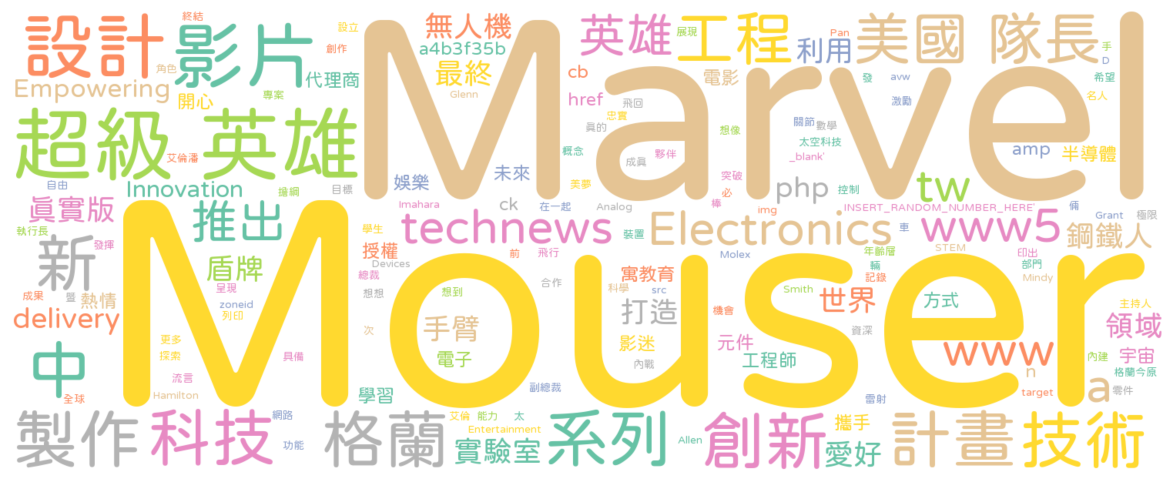 設計 影片 終結 設立 創作 角色 代理商 無人機 a4b3f35b 最終 英雄 展現 工程 Pan 利用 美國 隊長
Empowering 開心 專案 Glenn Marvel cb href 飛回 忠實 電影 發 avw 激勵 手 D 希望 名人
超級 英雄 艾倫潘 真的 概念 成真 夥伴 想像 關節 數學 太空科技 _blank' amp 半導體
自由 Innovation 論綱 目標 娛樂 未來 美夢 突破 必 php 控制 tw
真實版 執行長 發揮 推出 Imahara ck 在一起 Analog 棒 img INSERT_RANDOM_NUMBER_HERE' 倆 Grant 極限
新 盾牌 學生 technews 裝置 Electronics 車 www5 鋼鐵人
授權 前 飛行 Molex 年齡層 STEM 印出
成果 盟 熱情 呈現 zoneid 列印 總裁 Devices 想想 想到 合作 寓教育 科學 src Smith 輛 記錄 部門 Mindy
delivery Mouser 次 手臂 打造 機會 世界 方式 主持人 領域
中 更多 探索 流言 具備 電子 影迷 內戰 元件 工程師 資深 www n 內建 宇宙 格蘭今原
全球 Hamilton 學習 副總裁 雷射 target a 零件
製作 科技 網路 功能 格蘭 艾倫 能力 太 Entertainment 實驗室 系列 Allen 創新 攜手 愛好 計畫 技術